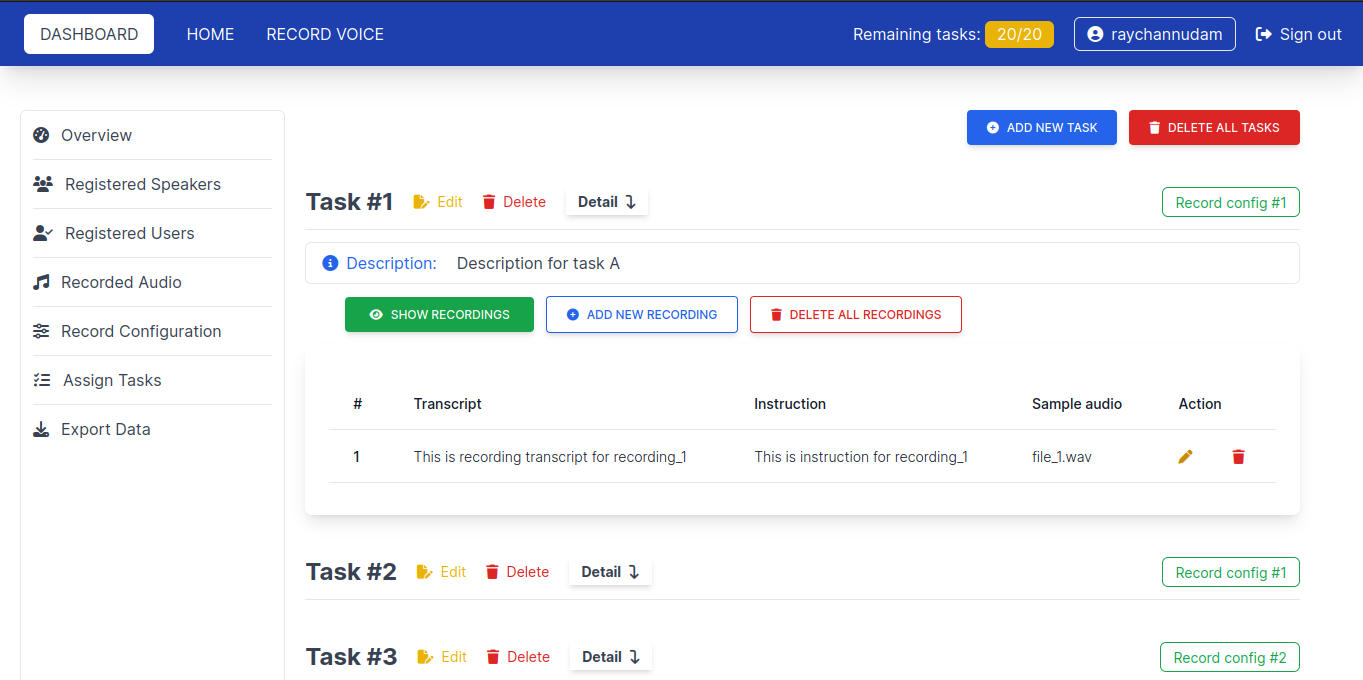 DASHBOARD HOME RECORD VOICE Remaining tasks: 20/20 raychannudam Sign out
Overview
Registered Speakers
Registered Users
Recorded Audio
Record Configuration
Assign Tasks
Export Data
ADD NEW TASK DELETE ALL TASKS
Task #1 Edit Delete Detail Record config #1
Description: Description for task A
SHOW RECORDINGS ADD NEW RECORDING DELETE ALL RECORDINGS
# Transcript Instruction Sample audio Action
1 This is recording transcript for recording_1 This is instruction for recording_1 file_1.wav
Task #2 Edit Delete Detail Record config #1
Task #3 Edit Delete Detail Record config #2